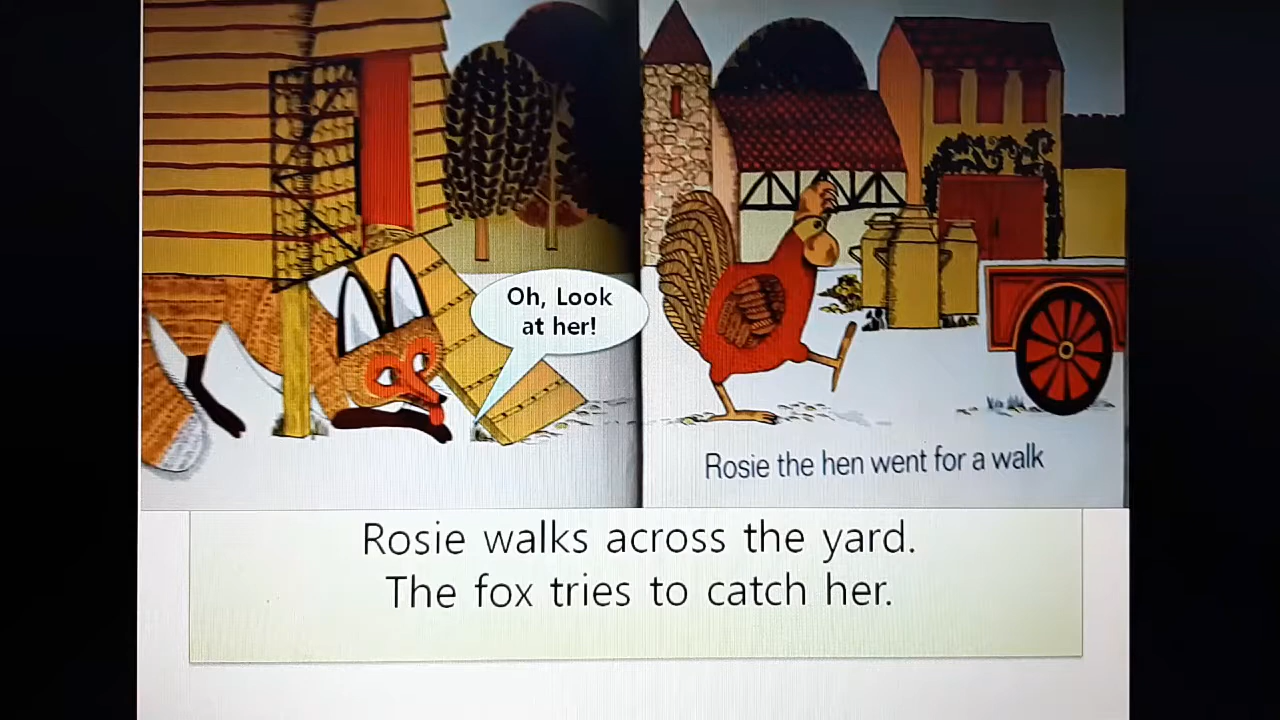 Oh, Look
at her!
Rosie the hen went for a walk
Rosie walks across the yard.
The fox tries to catch her.